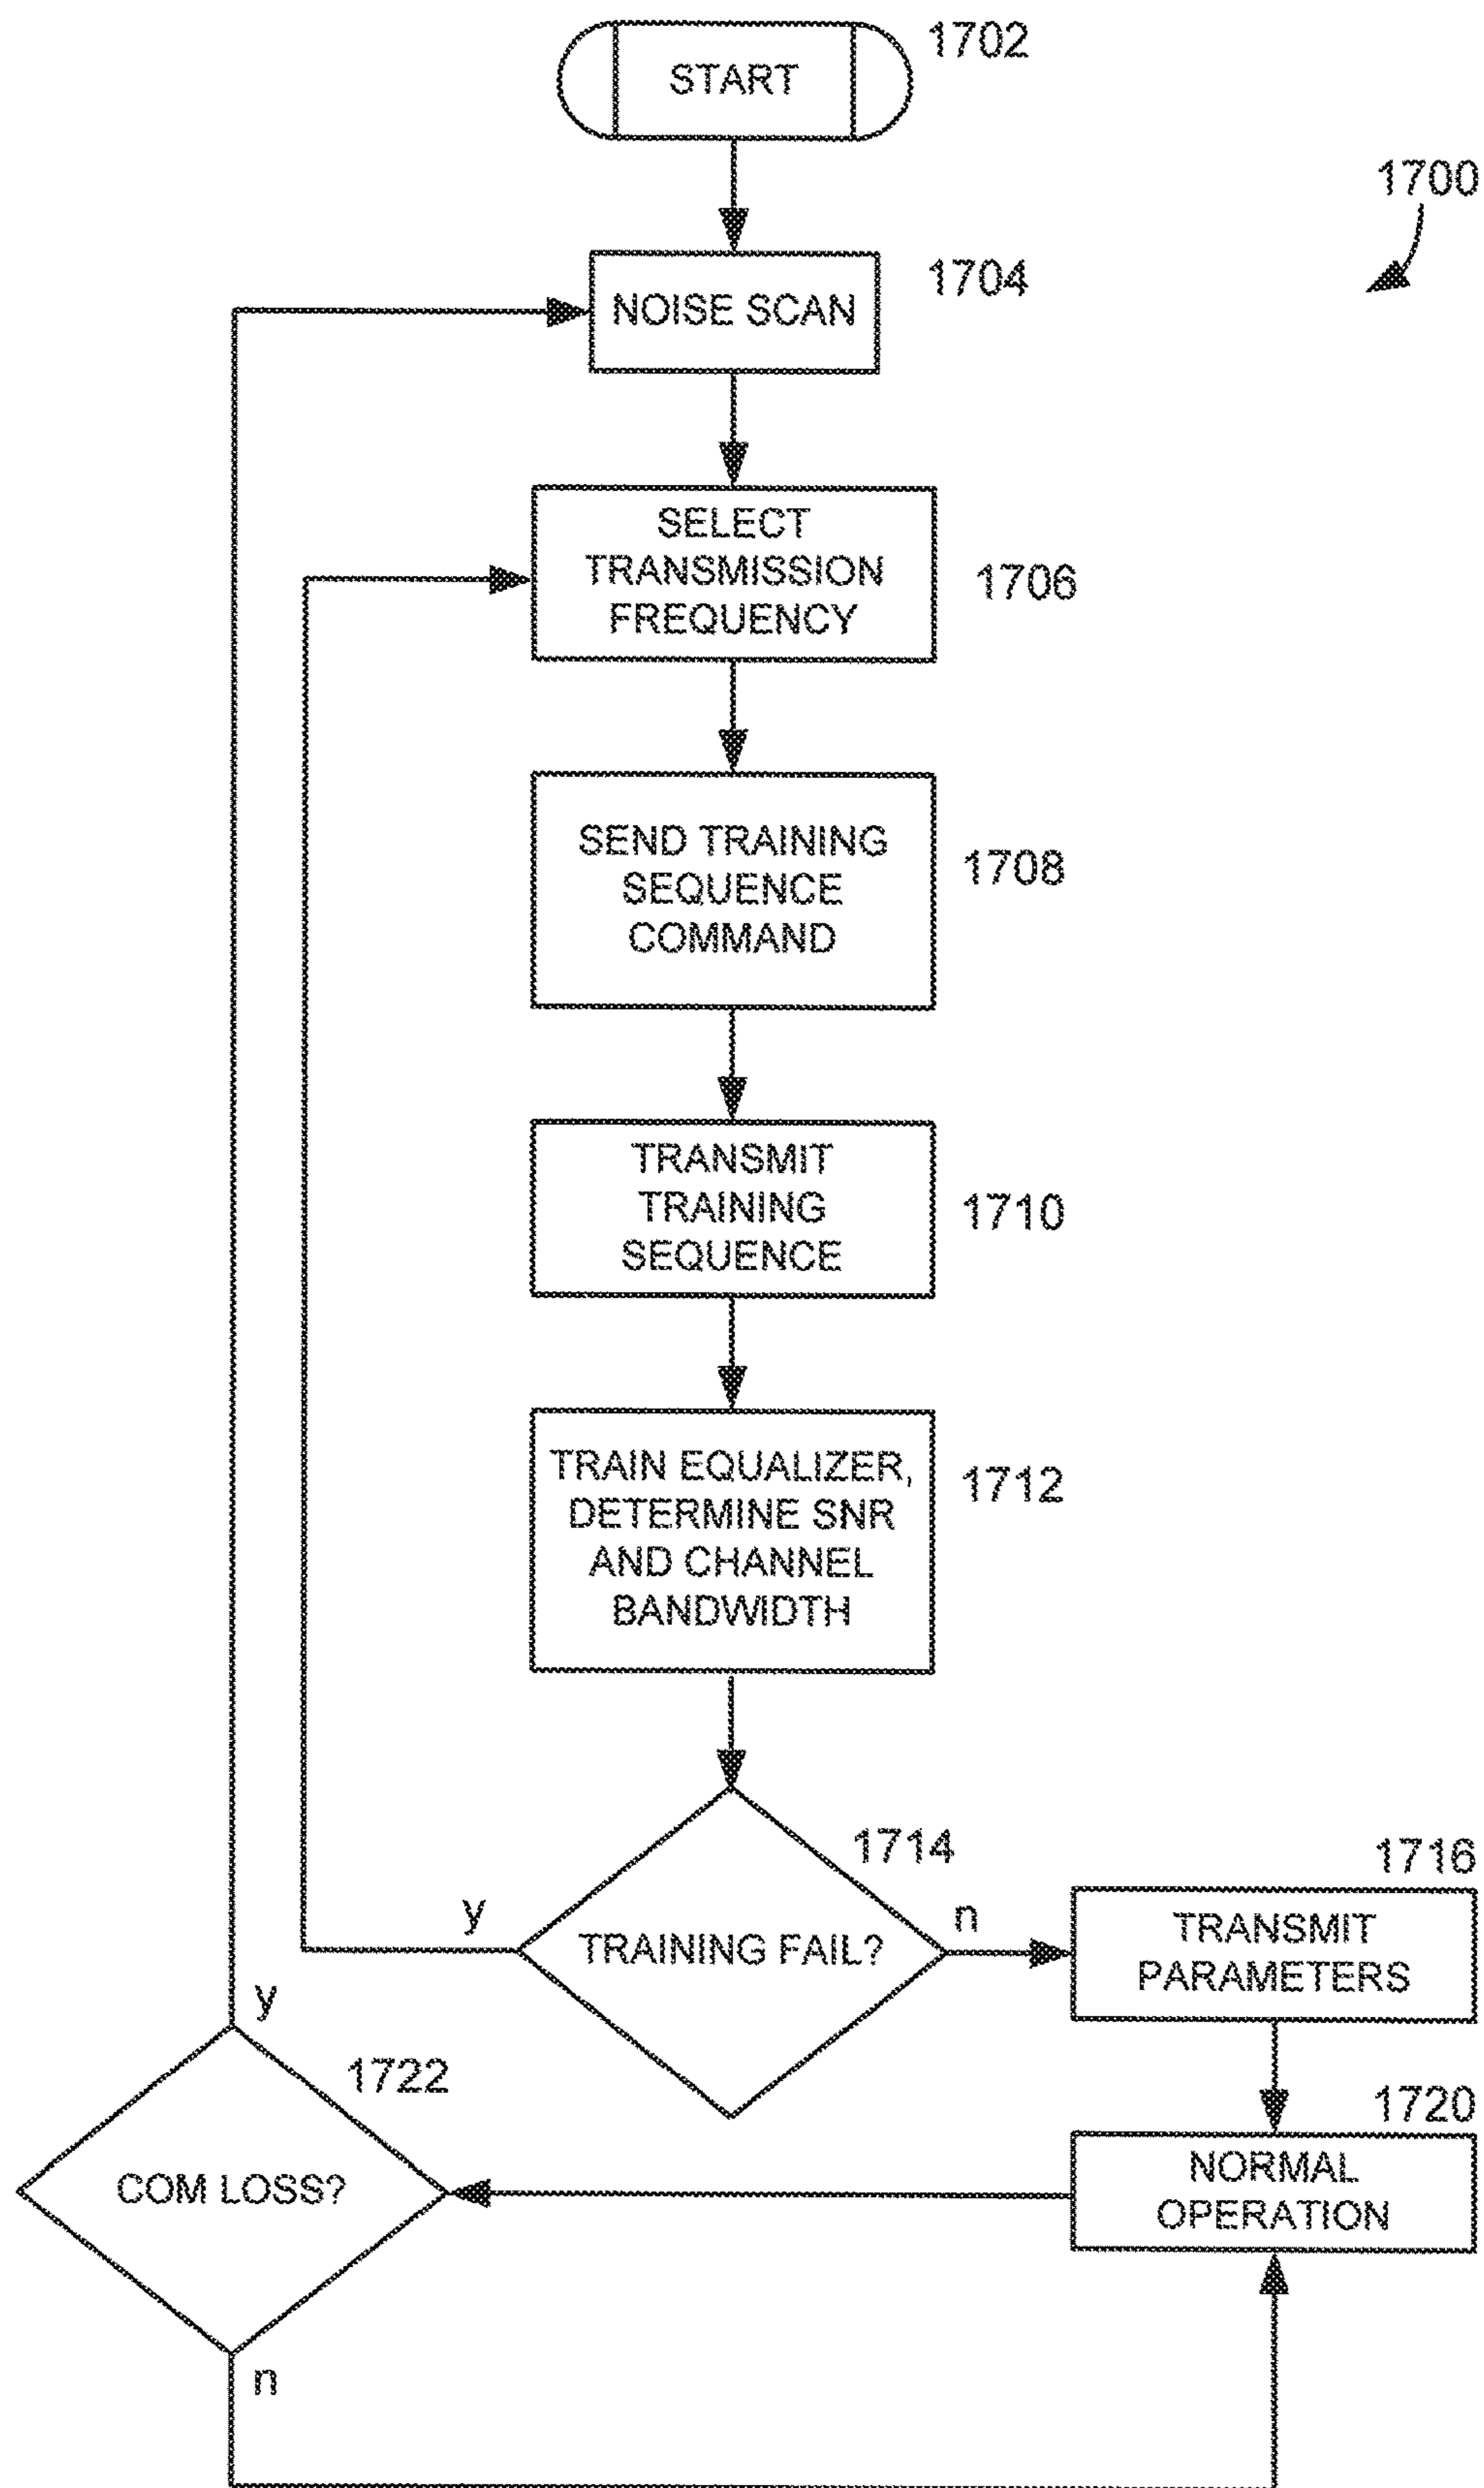 1702
START
1700
1704
NOISE SCAN
SELECT
TRANSMISSION
FREQUENCY
1706
SEND TRAINING
SEQUENCE
COMMAND
1708
TRANSMIT
TRAINING
SEQUENCE
1710
TRAIN EQUALIZER,
DETERMINE SNR
AND CHANNEL
BANDWIDTH
1712
1714
TRAINING FAIL?
y
n
1716
TRANSMIT
PARAMETERS
y
1722
COM LOSS?
n
1720
NORMAL
OPERATION